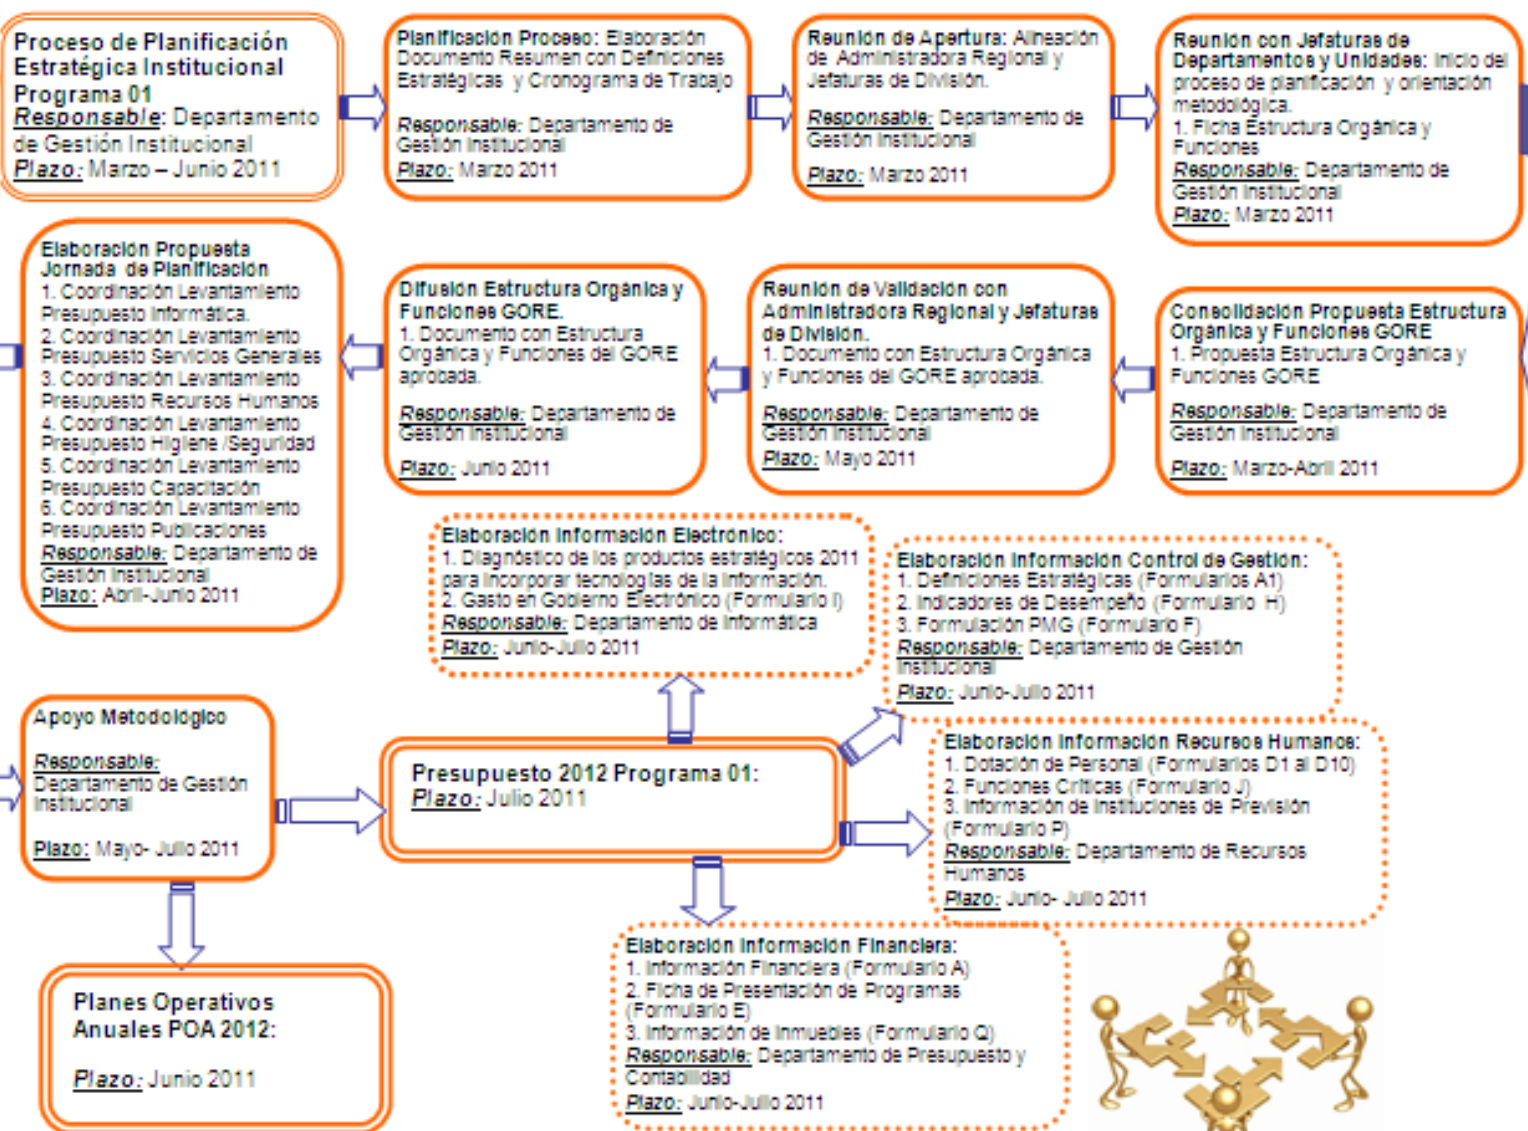 Proceso de Planificación
Estratégica Institucional
Programa 01
Responsable: Departamento
de Gestión Institucional
Plazo: Marzo – Junio 2011
Planificación Proceso: Elaboración
Documento Resumen con Definiciones
Estratégicas y Cronograma de Trabajo
Responsable: Departamento de
Gestión Institucional
Plazo: Marzo 2011
Reunión de Apertura: Alineación
de Administradora Regional y
Jefaturas de División.
Responsable: Departamento de
Gestión Institucional
Plazo: Marzo 2011
Reunión con Jefaturas de
Departamentos y Unidades: Inicio del
proceso de planificación y orientación
metodológica.
1. Ficha Estructura Orgánica y
Funciones
Responsable: Departamento de
Gestión Institucional
Plazo: Marzo 2011
Elaboración Propuesta
Jornada de Planificación
1. Coordinación Levantamiento
Presupuesto Informática.
2. Coordinación Levantamiento
Presupuesto Servicios Generales
3. Coordinación Levantamiento
Presupuesto Recursos Humanos
4. Coordinación Levantamiento
Presupuesto Higiene /Seguridad
5. Coordinación Levantamiento
Presupuesto Capacitación
6. Coordinación Levantamiento
Presupuesto Publicaciones
Responsable: Departamento de
Gestión Institucional
Plazo: Abril-Junio 2011
Difusión Estructura Orgánica y
Funciones GORE.
1. Documento con Estructura
Orgánica y Funciones del GORE
aprobada.
Responsable: Departamento de
Gestión Institucional
Plazo: Junio 2011
Reunión de Validación con
Administradora Regional y Jefaturas
de División.
1. Documento con Estructura Orgánica
y Funciones del GORE aprobada.
Responsable: Departamento de
Gestión Institucional
Plazo: Mayo 2011
Consolidación Propuesta Estructura
Orgánica y Funciones GORE
1. Propuesta Estructura Orgánica y
Funciones GORE
Responsable: Departamento de
Gestión Institucional
Plazo: Marzo-Abril 2011
Elaboración Información Electrónico:
1. Diagnóstico de los productos estratégicos 2011
para incorporar tecnologías de la información.
2. Gasto en Gobierno Electrónico (Formulario I)
Responsable: Departamento de Informática
Plazo: Junio-Julio 2011
Elaboración Información Control de Gestión:
1. Definiciones Estratégicas (Formularios A1)
2. Indicadores de Desempeño (Formulario H)
3. Formulación PMG (Formulario F)
Responsable: Departamento de Gestión
Institucional
Plazo: Junio-Julio 2011
Apoyo Metodológico
Responsable:
Departamento de Gestión
Institucional
Plazo: Mayo- Julio 2011
Presupuesto 2012 Programa 01:
Plazo: Julio 2011
Elaboración Información Recursos Humanos:
1. Dotación de Personal (Formularios D1 al D10)
2. Funciones Críticas (Formulario J)
3. Información de Instituciones de Previsión
(Formulario P)
Responsable: Departamento de Recursos
Humanos
Plazo: Junio- Julio 2011
Elaboración Información Financiera:
1. Información Financiera (Formulario A)
2. Ficha de Presentación de Programas
(Formulario E)
3. Información de Inmuebles (Formulario Q)
Responsable: Departamento de Presupuesto y
Contabilidad
Plazo: Junio-Julio 2011
Planes Operativos
Anuales POA 2012:
Plazo: Junio 2011